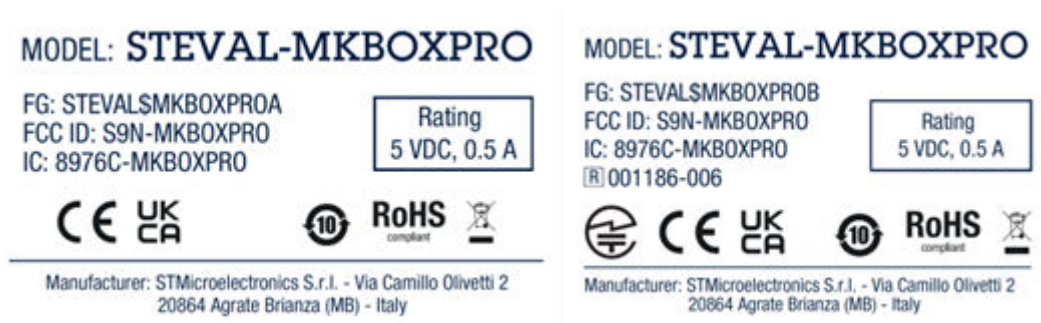 MODEL: STEVAL-MKBOXPRO
FG: STEVAL$MKBOXPROA
FCC ID: S9N-MKBOXPRO
IC: 8976C-MKBOXPRO
Rating
5 VDC, 0.5 A
CE UK CA 10 RoHS compliant
Manufacturer: STMicroelectronics S.r.l. - Via Camillo Olivetti 2
20864 Agrate Brianza (MB) - Italy
MODEL: STEVAL-MKBOXPRO
FG: STEVAL$MKBOXPROB
FCC ID: S9N-MKBOXPRO
IC: 8976C-MKBOXPRO
R 001186-006
Rating
5 VDC, 0.5 A
CE UK CA 10 RoHS compliant
Manufacturer: STMicroelectronics S.r.l. - Via Camillo Olivetti 2
20864 Agrate Brianza (MB) - Italy